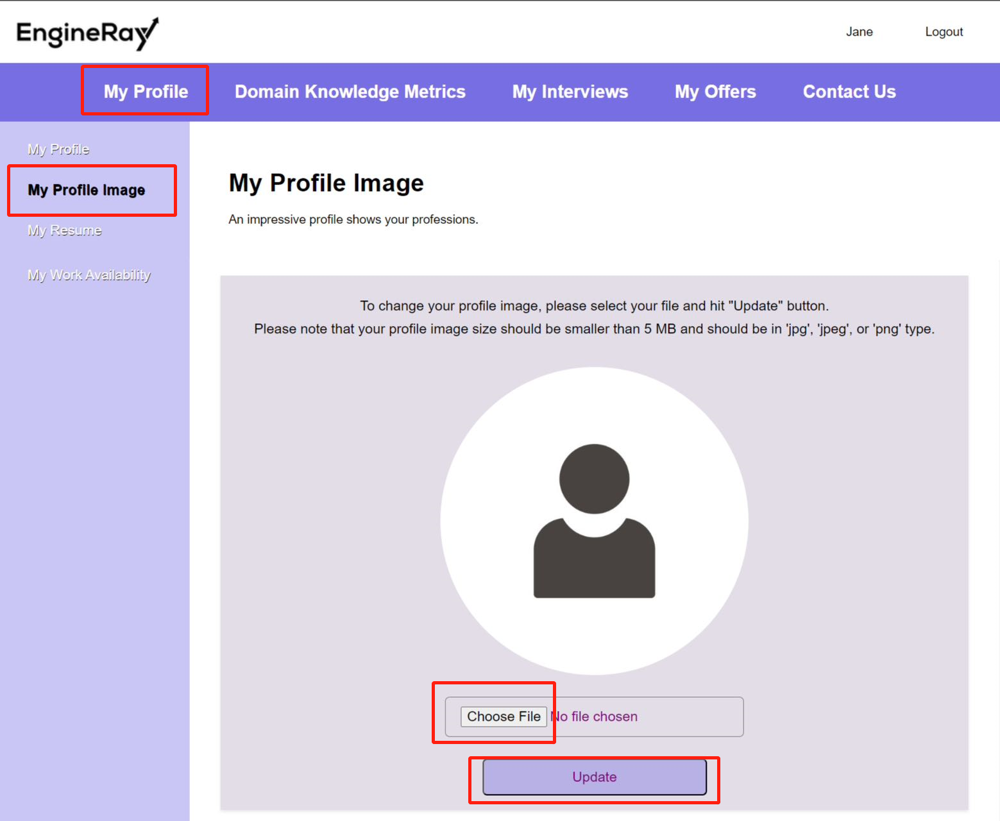 EngineRay
Jane Logout
My Profile Domain Knowledge Metrics My Interviews My Offers Contact Us
My Profile
My Profile Image
My Resume
My Work Availability
My Profile Image
An impressive profile shows your professions.
To change your profile image, please select your file and hit "Update" button.
Please note that your profile image size should be smaller than 5 MB and should be in 'jpg', 'jpeg', or 'png' type.
Choose File No file chosen
Update